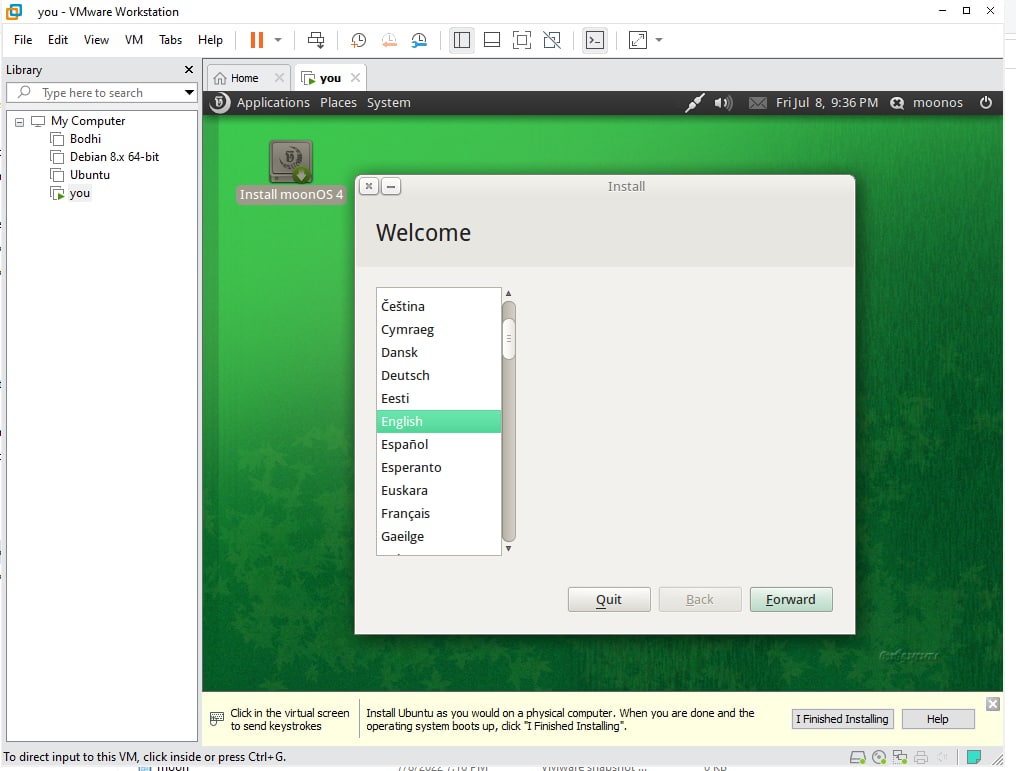 you - VMware Workstation
File Edit View VM Tabs Help
Library
Type here to search
My Computer
Bodhi
Debian 8.x 64-bit
Ubuntu
you
Home you
Applications Places System Fri Jul 8, 9:36 PM moonos
Install moonOS 4
Install
Welcome
Čeština
Cymraeg
Dansk
Deutsch
Eesti
English
Español
Esperanto
Euskara
Français
Gaeilge
Quit Back Forward
Click in the virtual screen
to send keystrokes
Install Ubuntu as you would on a physical computer. When you are done and the
operating system boots up, click "I Finished Installing".
I Finished Installing Help
To direct input to this VM, click inside or press Ctrl+G.